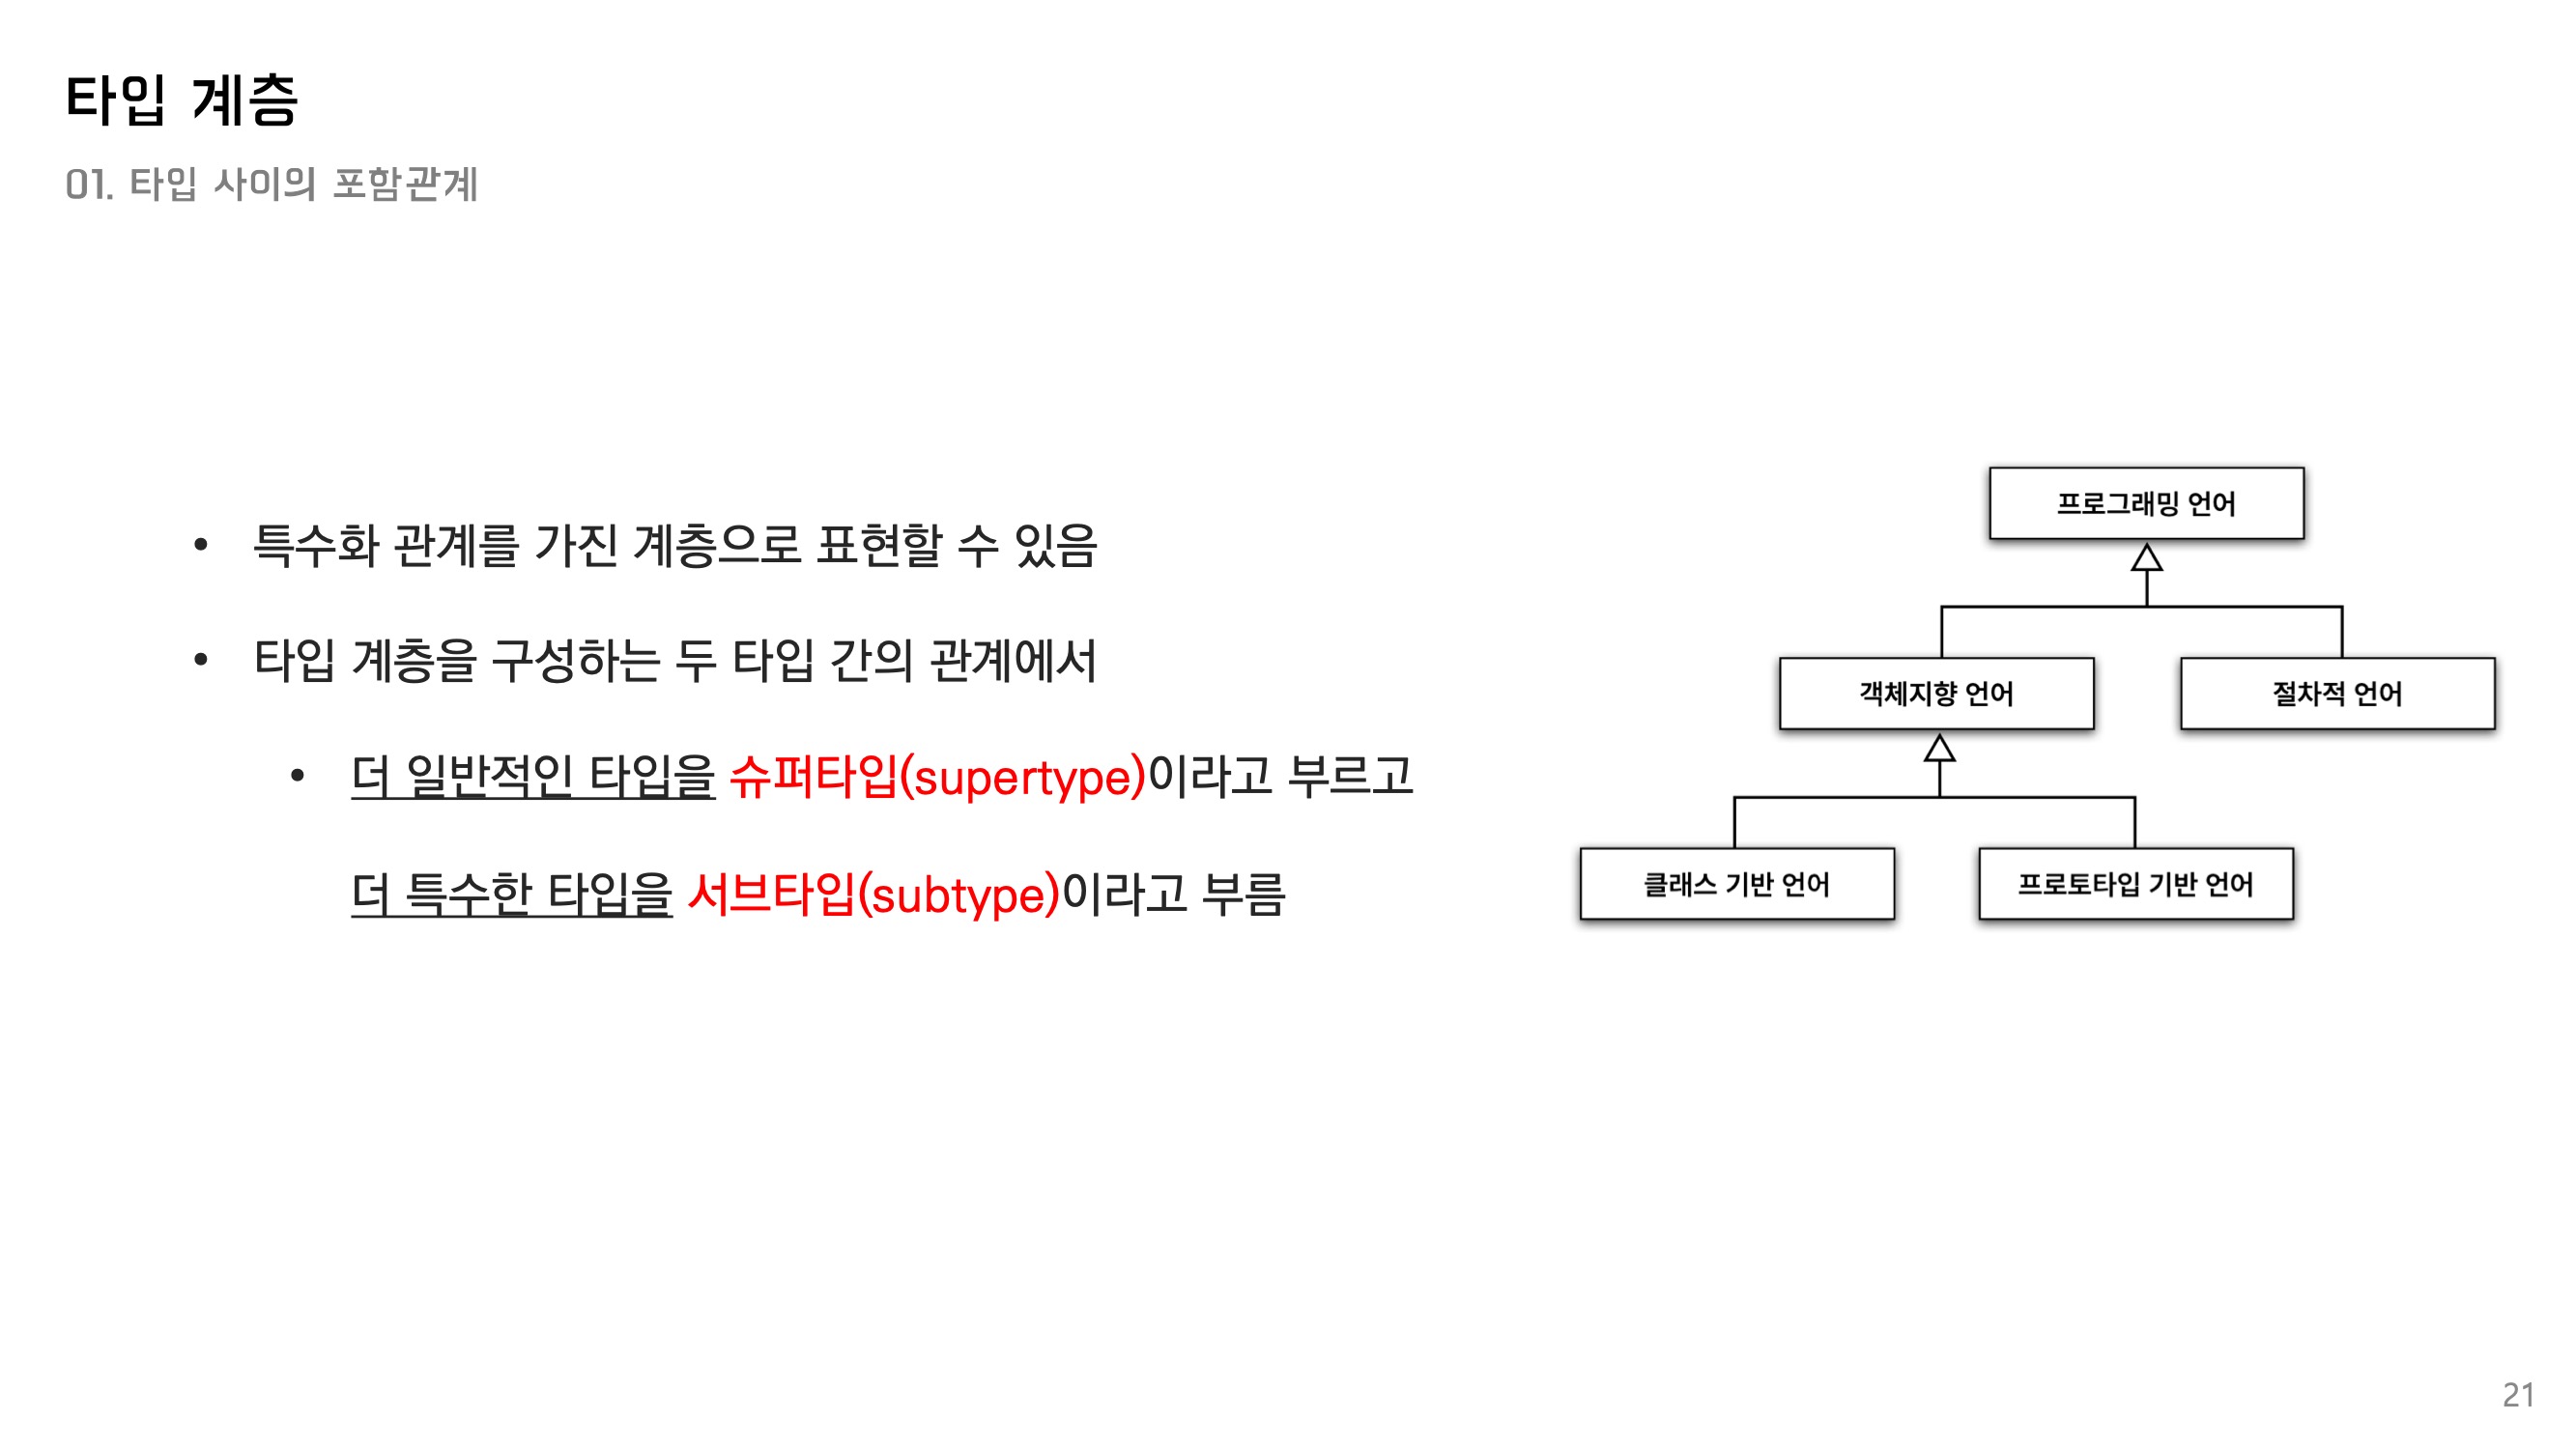 타입 계층
01. 타입 사이의 포함관계
• 특수화 관계를 가진 계층으로 표현할 수 있음
• 타입 계층을 구성하는 두 타입 간의 관계에서
• 더 일반적인 타입을 슈퍼타입(supertype)이라고 부르고
더 특수한 타입을 서브타입(subtype)이라고 부름
프로그래밍 언어
객체지향 언어
절차적 언어
클래스 기반 언어
프로토타입 기반 언어
21